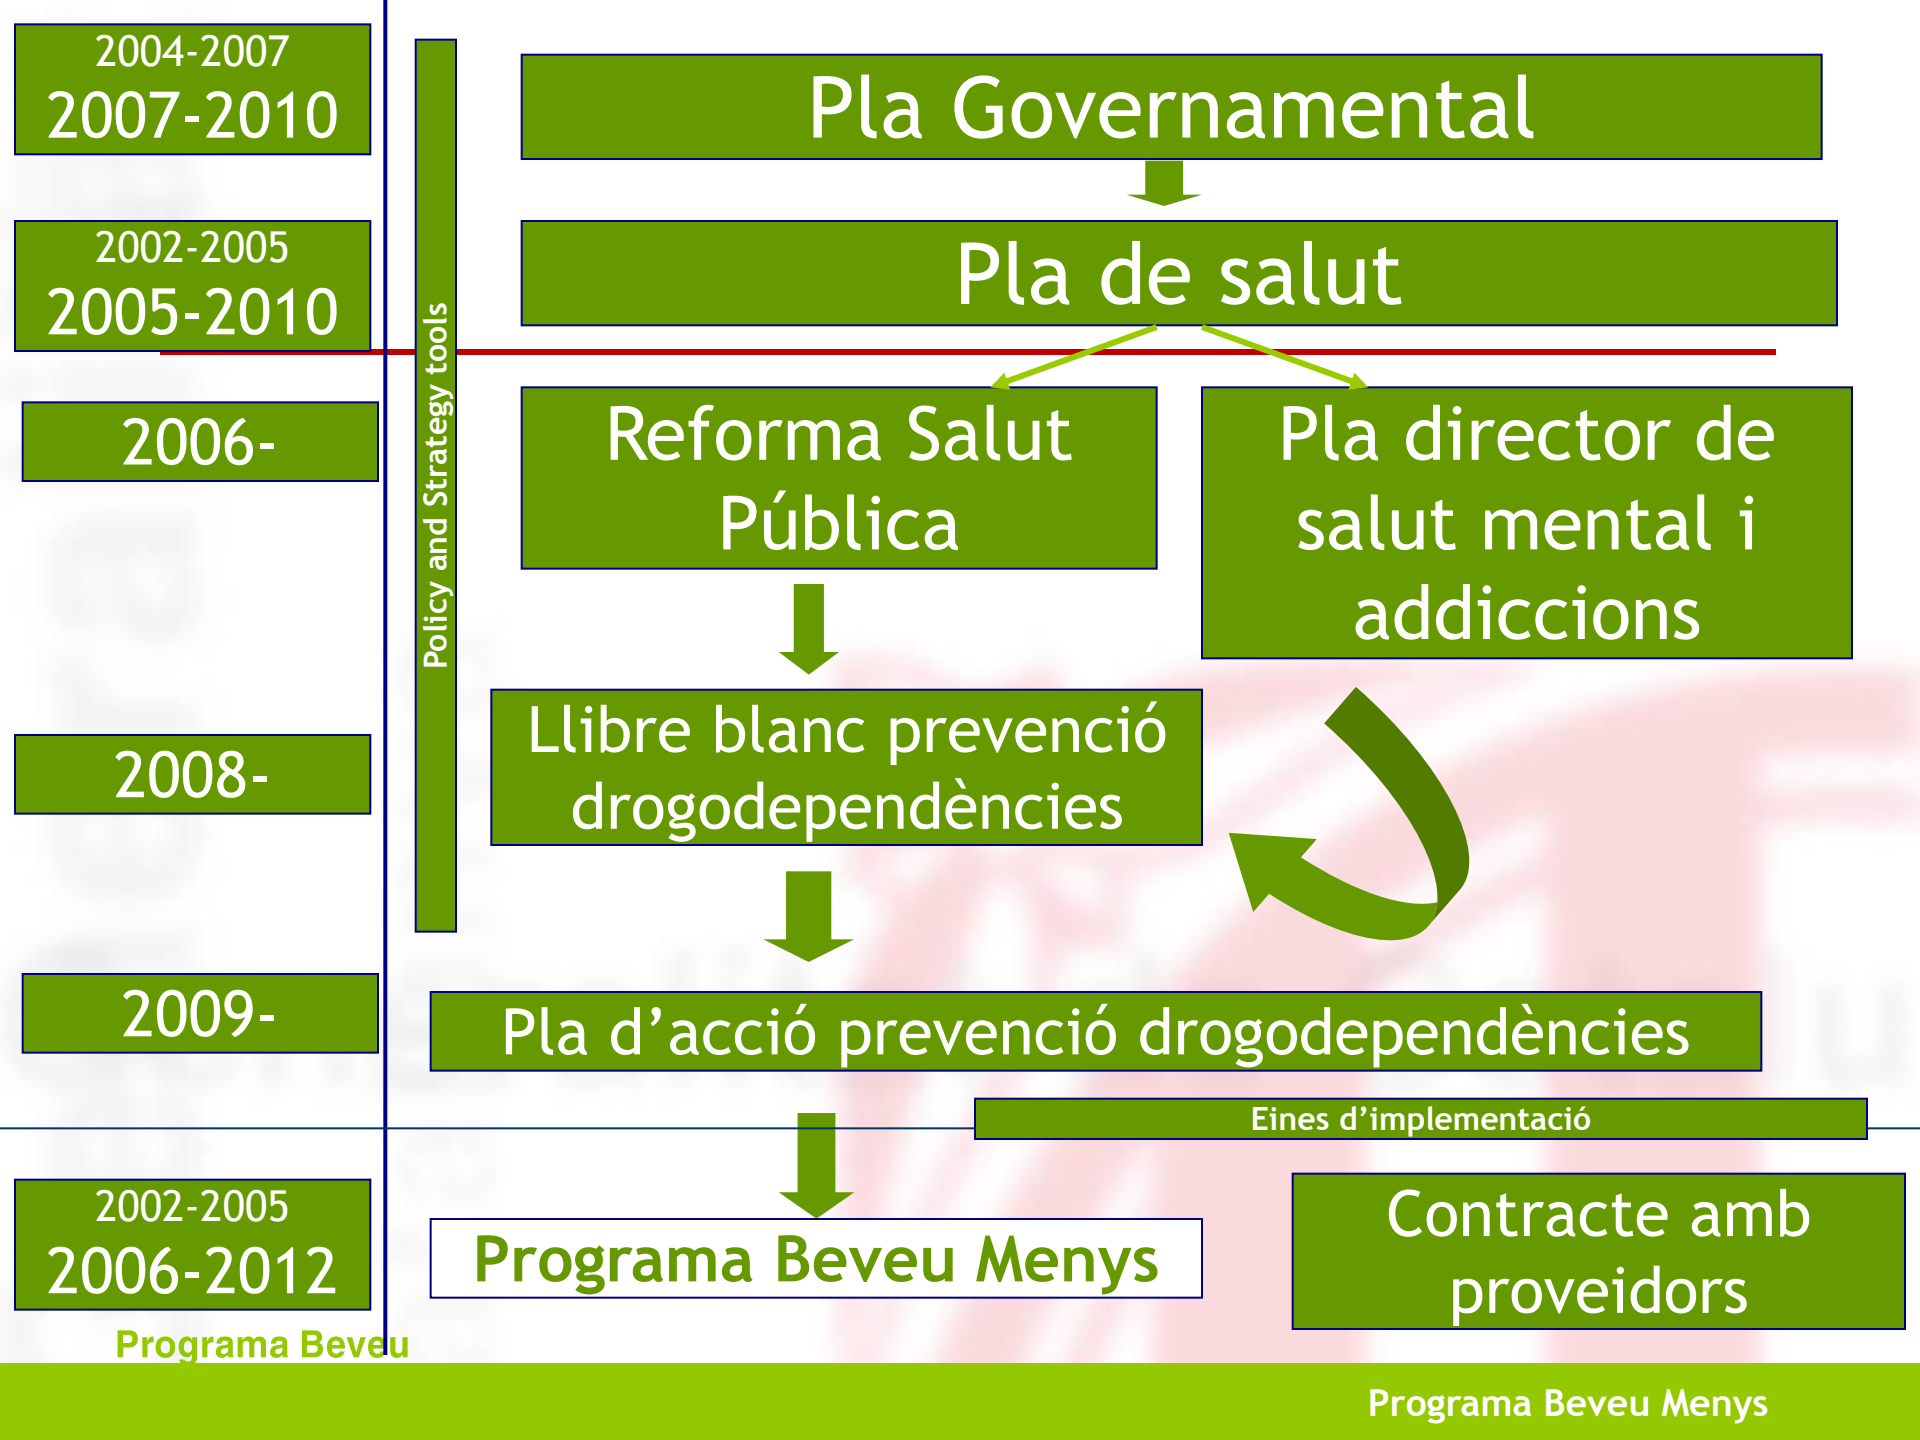 2004-2007
2007-2010
Pla Governamental
2002-2005
2005-2010
Pla de salut
Policy and Strategy tools
2006-
Reforma Salut
Pública
Pla director de
salut mental i
addiccions
2008-
Llibre blanc prevenció
drogodependències
2009-
Pla d’acció prevenció drogodependències
Eines d’implementació
2002-2005
2006-2012
Programa Beveu Menys
Contracte amb
proveidors
Programa Beveu
Programa Beveu Menys